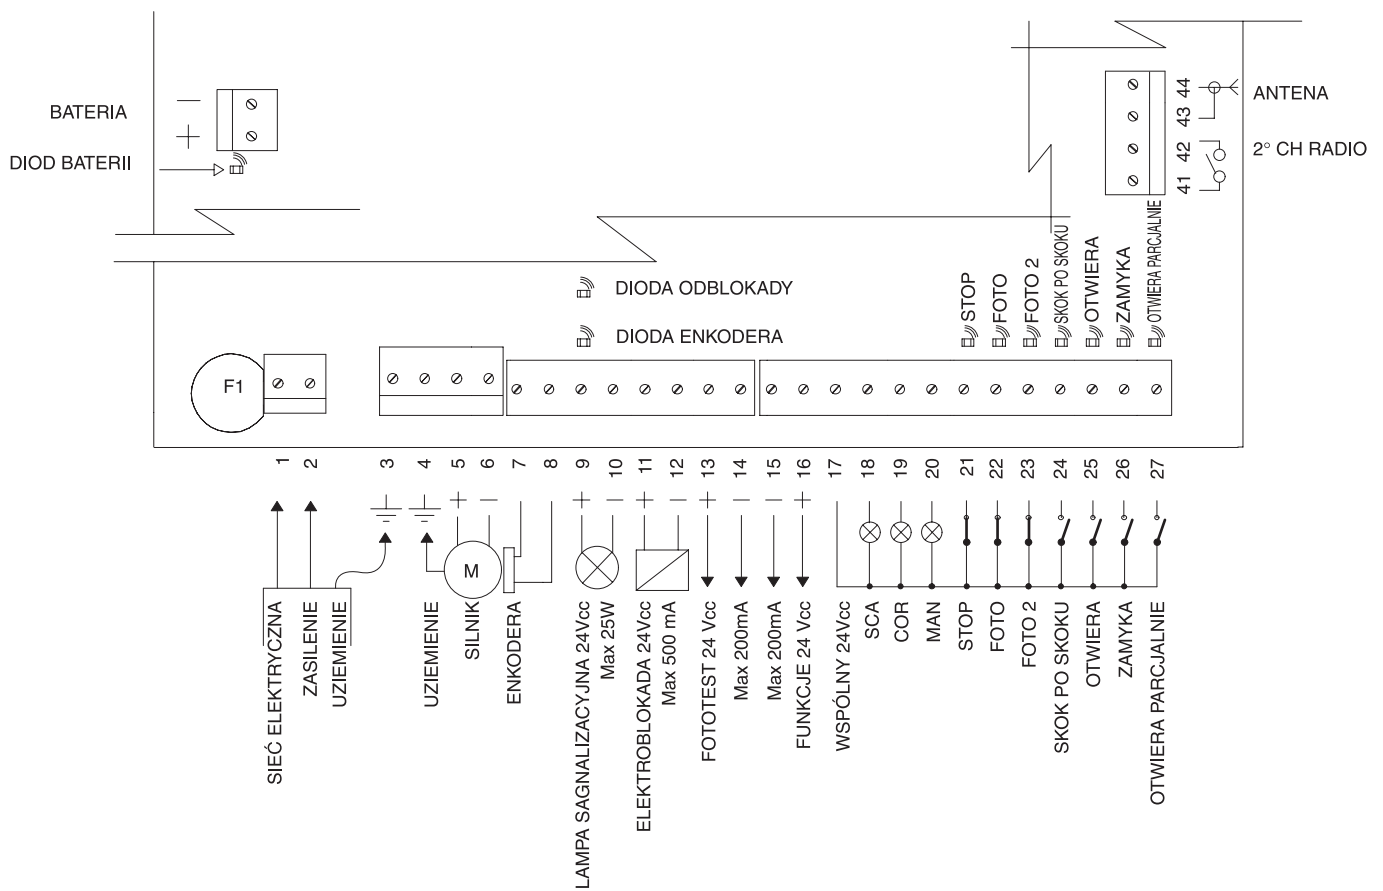 BATERIA
DIOD BATERII
44
43
42
41
ANTENA
2° CH RADIO
DIODA ODBLOKADY
DIODA ENKODERA
STOP
FOTO
FOTO 2
SKOK PO SKOKU
OTWIERA
ZAMYKA
OTWIERA PARCJALNIE
F1
1
2
3
4
5
6
7
8
9
10
11
12
13
14
15
16
17
18
19
20
21
22
23
24
25
26
27
M
SIEĆ ELEKTRYCZNA
ZASILENIE
UZIEMIENIE
UZIEMIENIE
SILNIK
ENKODERA
LAMPA SAGNALIZACYJNA 24Vcc
Max 25W
ELEKTROBLOKADA 24Vcc
Max 500 mA
FOTOTEST 24 Vcc
Max 200mA
Max 200mA
FUNKCJE 24 Vcc
WSPÓLNY 24Vcc
SCA
COR
MAN
STOP
FOTO
FOTO 2
SKOK PO SKOKU
OTWIERA
ZAMYKA
OTWIERA PARCJALNIE